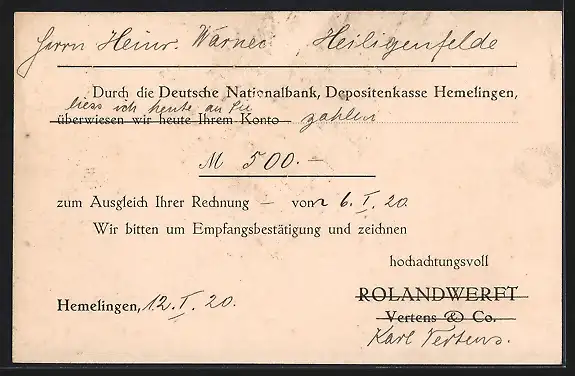 Herrn Heinr. Warnec Heiligenfelde
Durch die Deutsche Nationalbank, Depositenkasse Hemelingen,
liess ich heute an Sie
überwiesen wir heute Ihrem Konto zahlen
M 500.-
zum Ausgleich Ihrer Rechnung - vom 6. I. 20
Wir bitten um Empfangsbestätigung und zeichnen
hochachtungsvoll
Hemelingen, 12. I. 20.
ROLANDWERFT
Vertens & Co.
Karl Vertens.